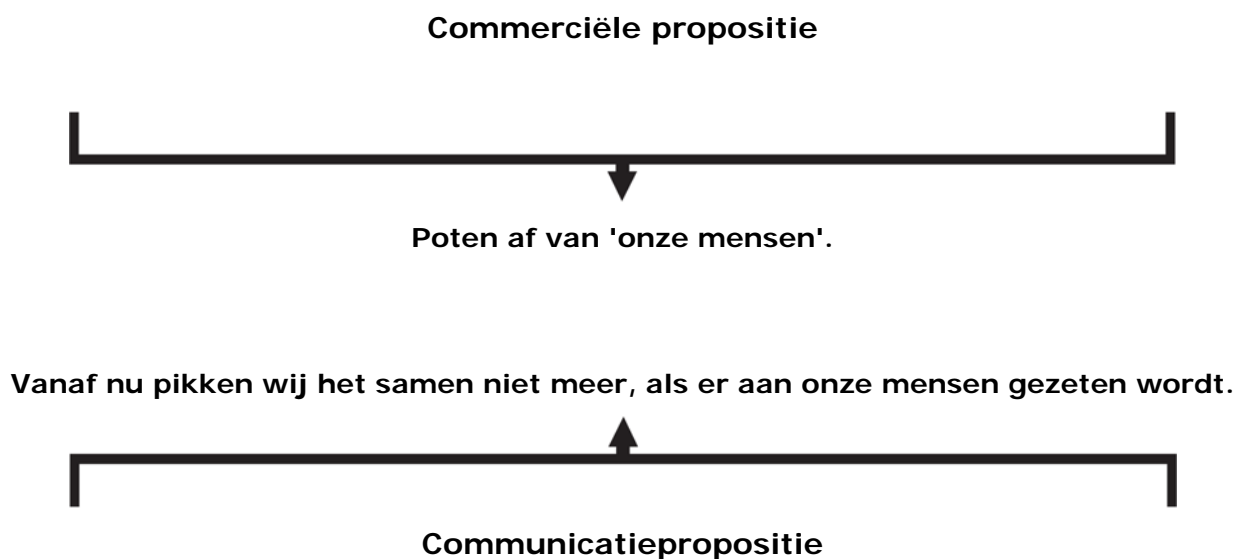 Commerciële propositie
Poten af van 'onze mensen'.
Vanaf nu pikken wij het samen niet meer, als er aan onze mensen gezeten wordt.
Communicatiepropositie